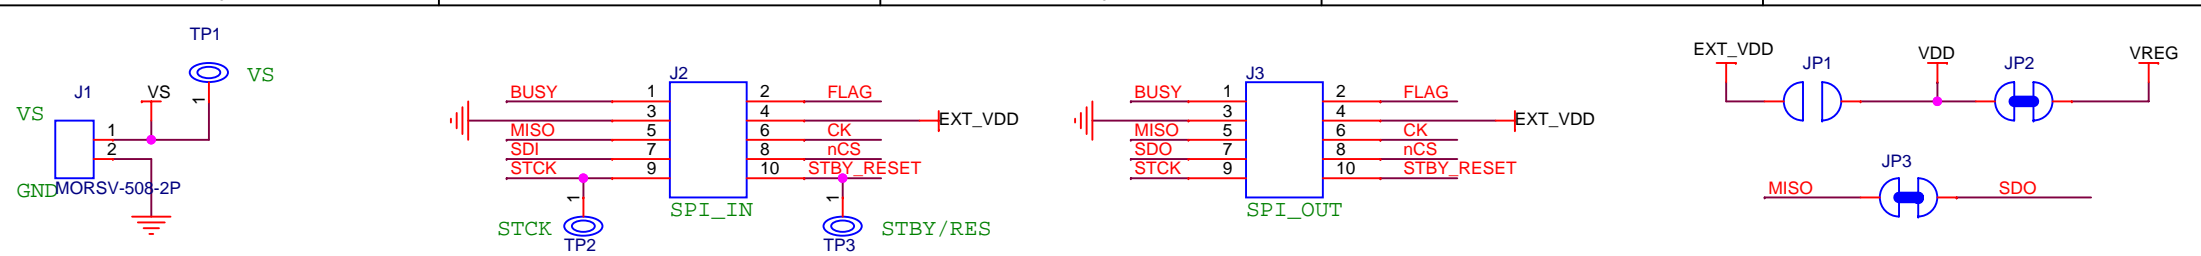 TP1
VS
J1
VS
VS
1
1
2
GND
MORSV-508-2P
J2
BUSY
1
2
FLAG
3
4
EXT_VDD
MISO
5
6
CK
SDI
7
8
nCS
STCK
9
10
STBY_RESET
SPI_IN
1
1
STCK
TP2
TP3
STBY/RES
J3
BUSY
1
2
FLAG
3
4
EXT_VDD
MISO
5
6
CK
SDO
7
8
nCS
STCK
9
10
STBY_RESET
SPI_OUT
EXT_VDD
JP1
VDD
JP2
VREG
JP3
MISO
SDO